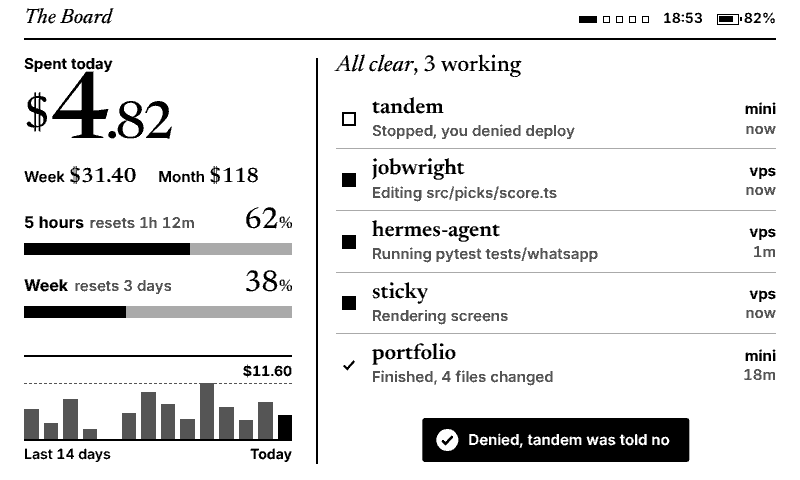 The Board
18:53 82%
Spent today
$4.82
Week $31.40 Month $118
5 hours resets 1h 12m 62%
Week resets 3 days 38%
$11.60
Last 14 days Today
All clear, 3 working
tandem mini
Stopped, you denied deploy now
jobwright vps
Editing src/picks/score.ts now
hermes-agent vps
Running pytest tests/whatsapp 1m
sticky vps
Rendering screens now
portfolio mini
Finished, 4 files changed 18m
Denied, tandem was told no